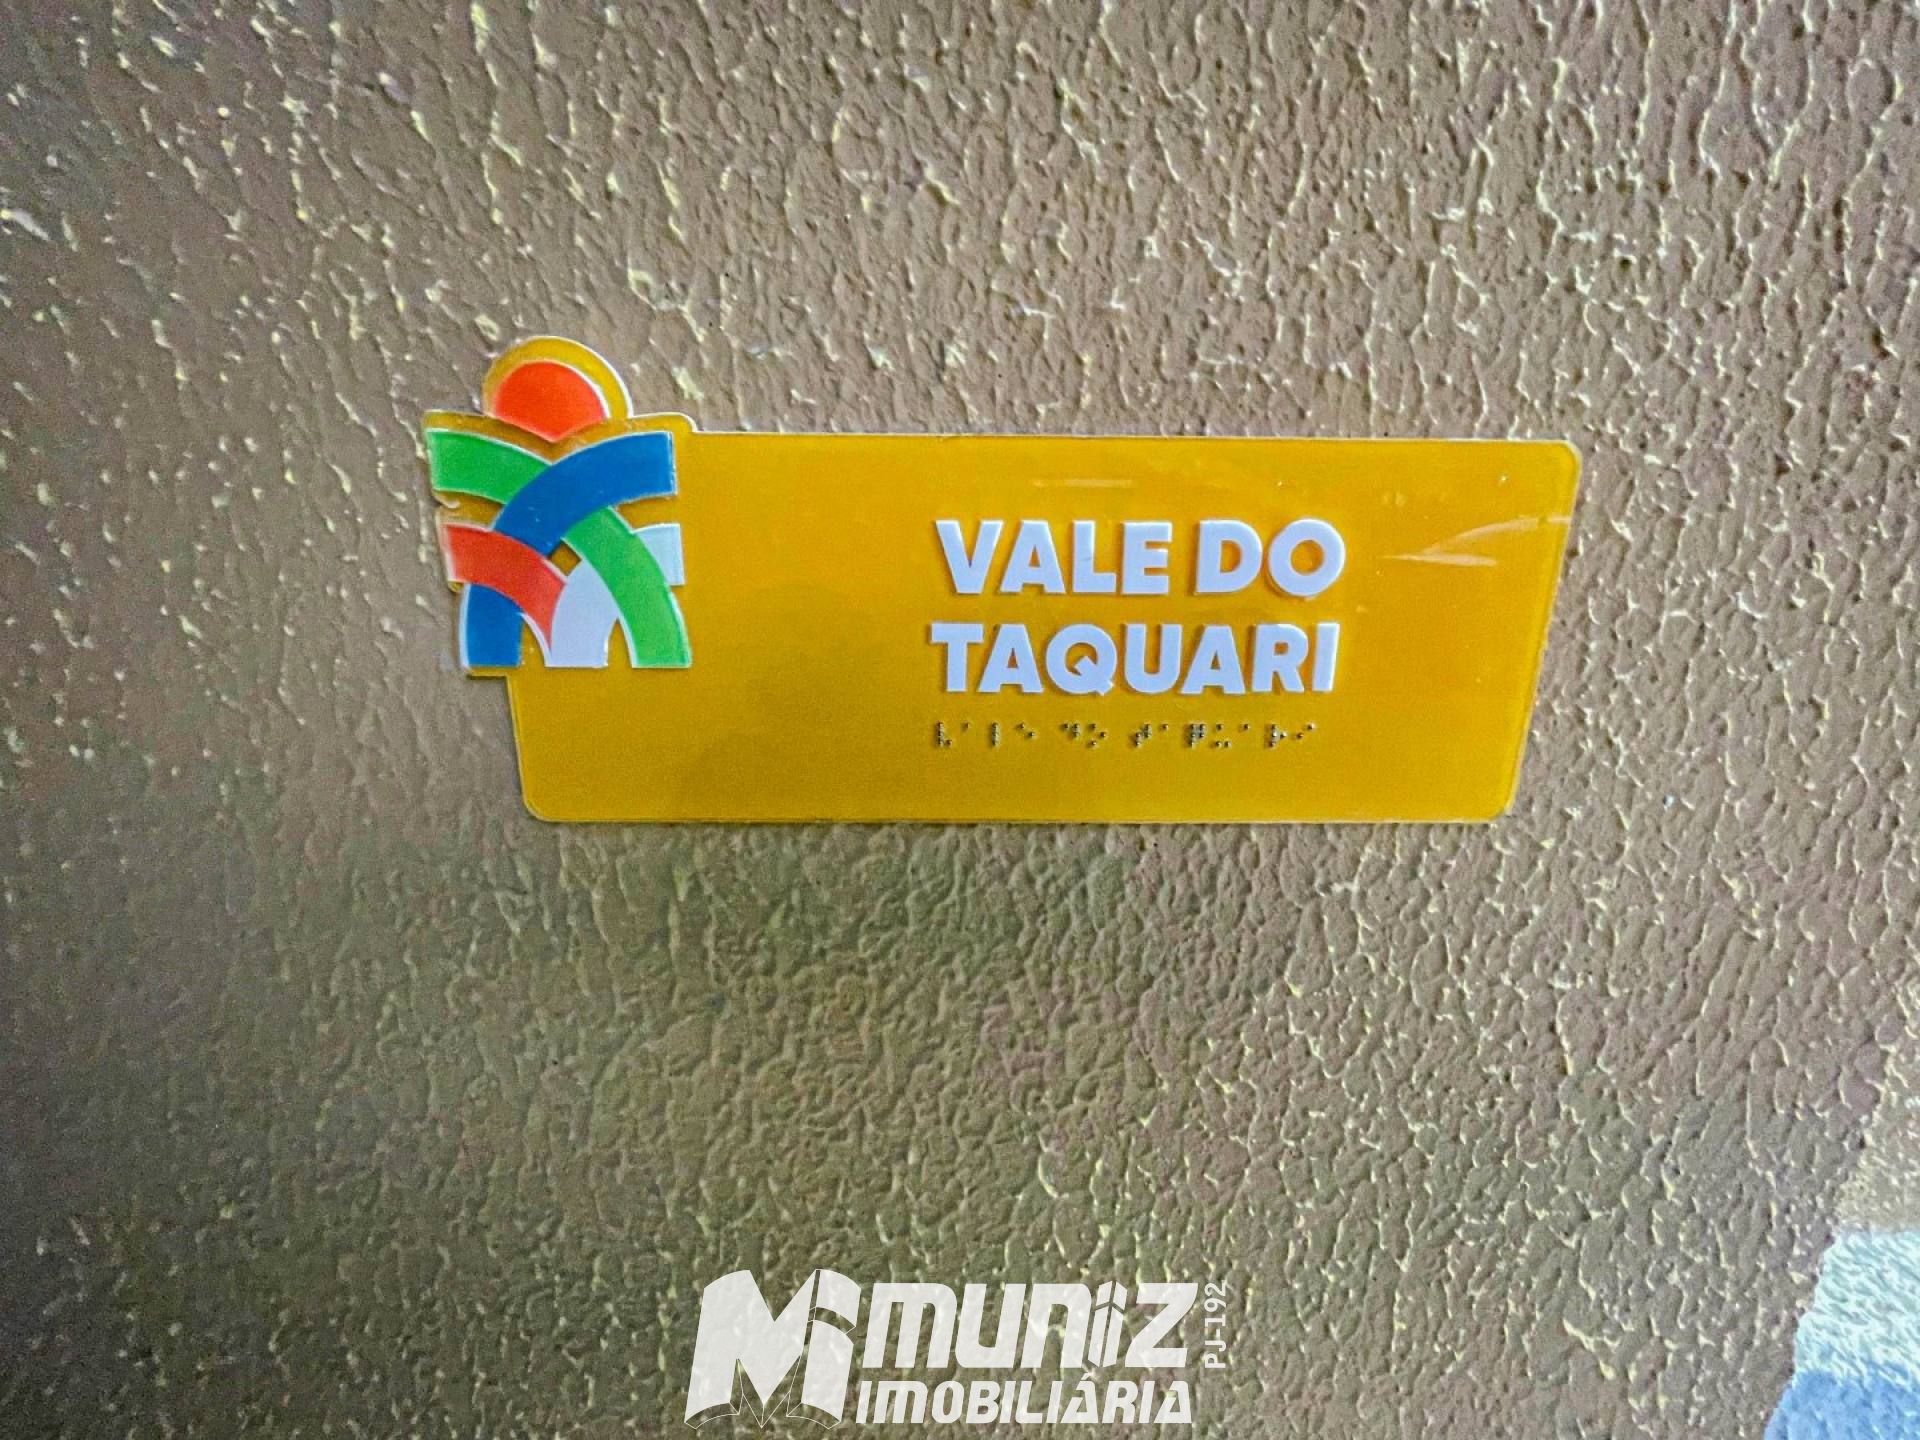 VALE DO
TAQUARI
MUNIZ
PJ-192
IMOBILIÁRIA